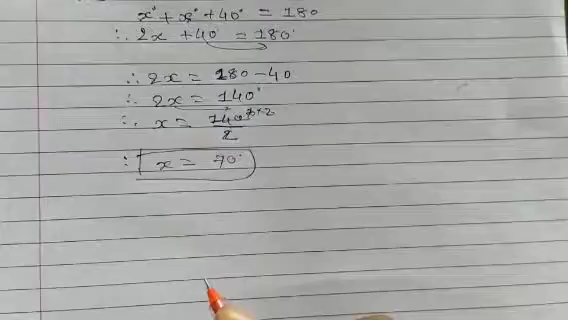 x° + x° + 40° = 180
∴ 2x + 40 = 180°
∴ 2x = 180 - 40
∴ 2x = 140°
∴ x = 140°
2
∴ x = 70°